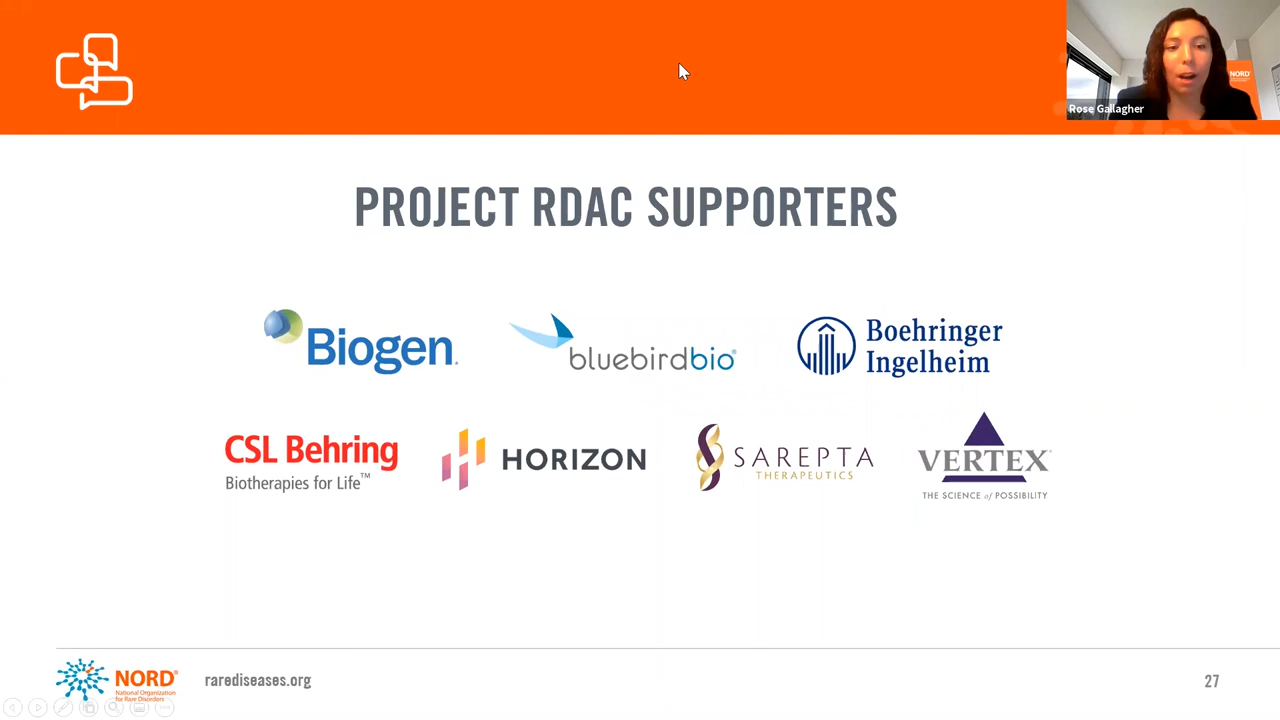 NORD®
Rose Gallagher
PROJECT RDAC SUPPORTERS
Biogen.
bluebirdbio®
Boehringer
Ingelheim
CSL Behring
Biotherapies for Life™
HORIZON
SAREPTA
THERAPEUTICS
VERTEX®
THE SCIENCE of POSSIBILITY
NORD®
National Organization
for Rare Disorders
rarediseases.org
27